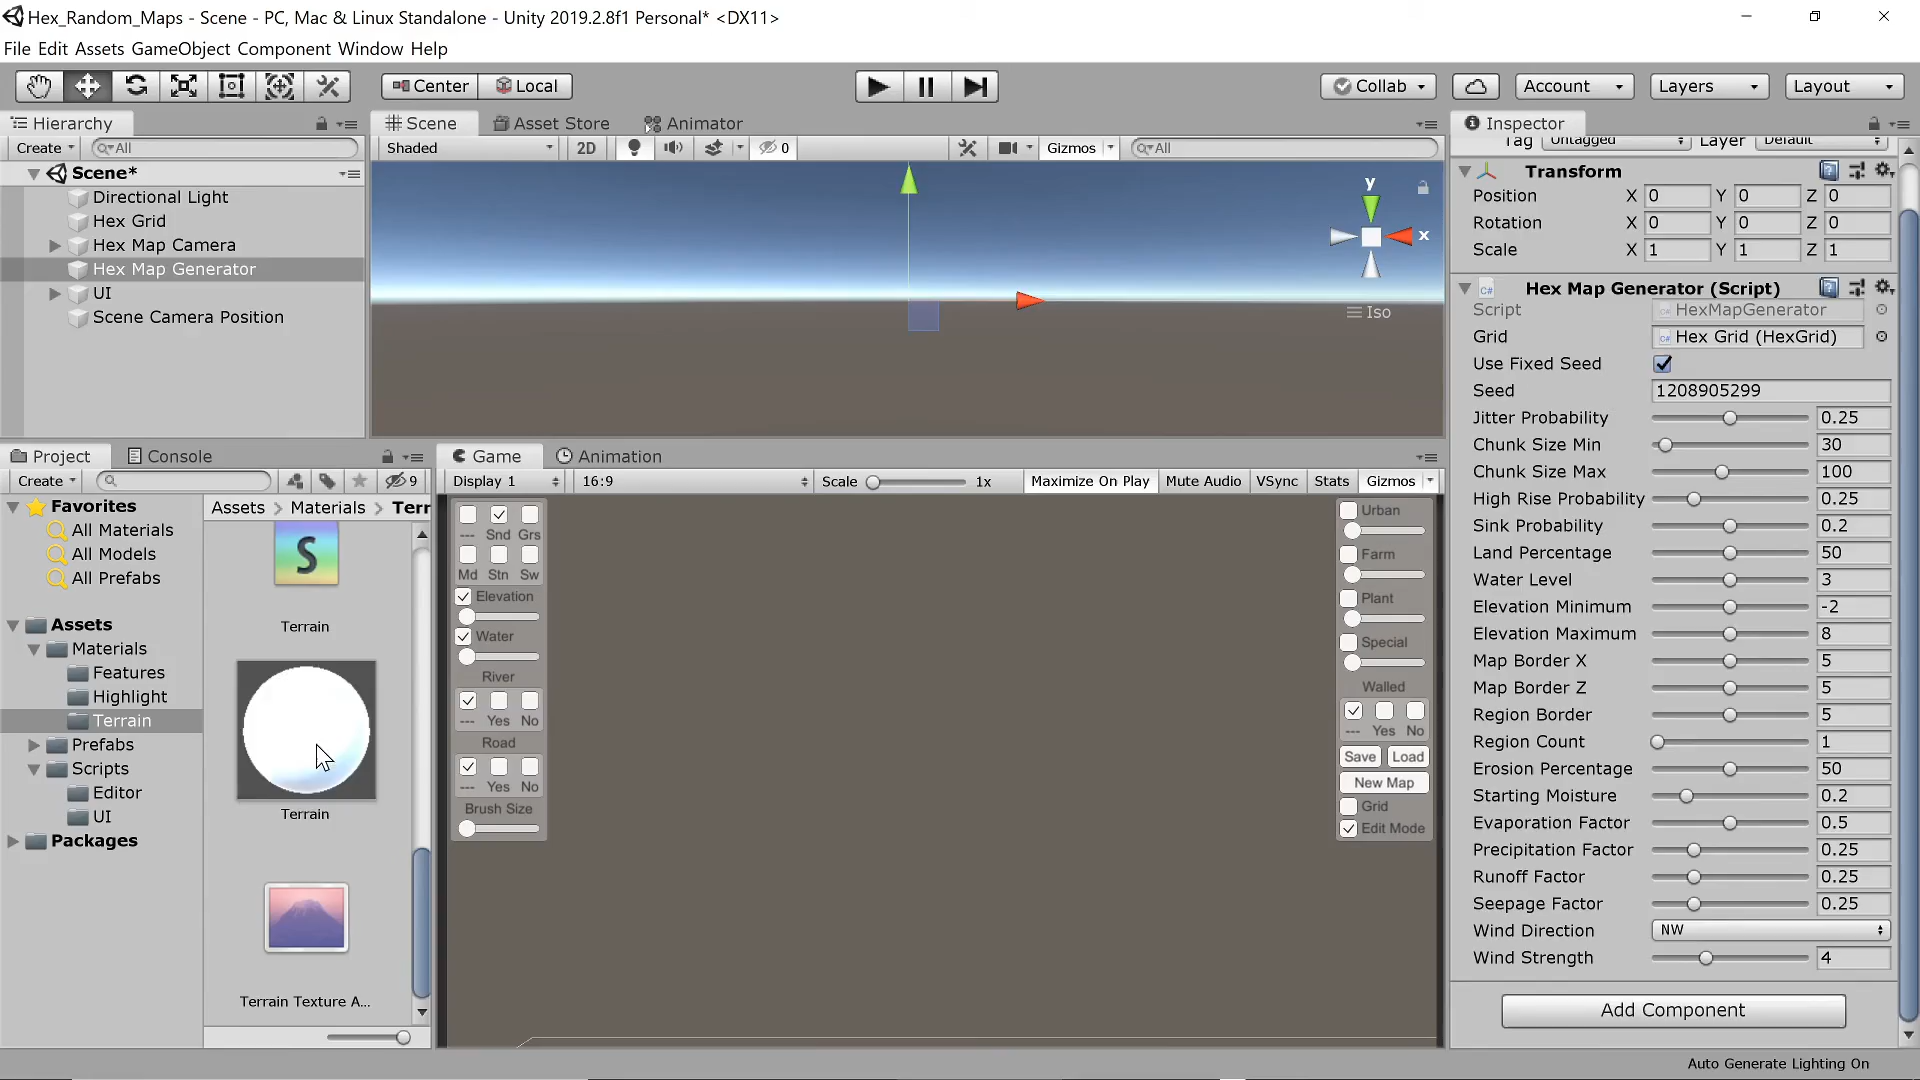 Hex_Random_Maps - Scene - PC, Mac & Linux Standalone - Unity 2019.2.8f1 Personal* <DX11>
File Edit Assets GameObject Component Window Help
Center Local
Collab Account Layers Layout
Hierarchy
Create All
Scene*
Directional Light
Hex Grid
Hex Map Camera
Hex Map Generator
UI
Scene Camera Position
Scene Asset Store Animator
Shaded 2D 0 Gizmos All
y
x
Iso
Project Console
Create 9
Favorites
All Materials
All Models
All Prefabs
Assets
Materials
Features
Highlight
Terrain
Prefabs
Scripts
Editor
UI
Packages
Assets > Materials > Terr
S
Terrain
Terrain
Terrain Texture A...
Game Animation
Display 1 16:9 Scale 1x Maximize On Play Mute Audio VSync Stats Gizmos
--- Snd Grs
Md Stn Sw
Elevation
Water
River
--- Yes No
Road
--- Yes No
Brush Size
Urban
Farm
Plant
Special
Walled
--- Yes No
Save Load
New Map
Grid
Edit Mode
Inspector
Tag Untagged Layer Default
Transform
Position X 0 Y 0 Z 0
Rotation X 0 Y 0 Z 0
Scale X 1 Y 1 Z 1
C# Hex Map Generator (Script)
Script HexMapGenerator
Grid Hex Grid (HexGrid)
Use Fixed Seed
Seed 1208905299
Jitter Probability 0.25
Chunk Size Min 30
Chunk Size Max 100
High Rise Probability 0.25
Sink Probability 0.2
Land Percentage 50
Water Level 3
Elevation Minimum -2
Elevation Maximum 8
Map Border X 5
Map Border Z 5
Region Border 5
Region Count 1
Erosion Percentage 50
Starting Moisture 0.2
Evaporation Factor 0.5
Precipitation Factor 0.25
Runoff Factor 0.25
Seepage Factor 0.25
Wind Direction NW
Wind Strength 4
Add Component
Auto Generate Lighting On